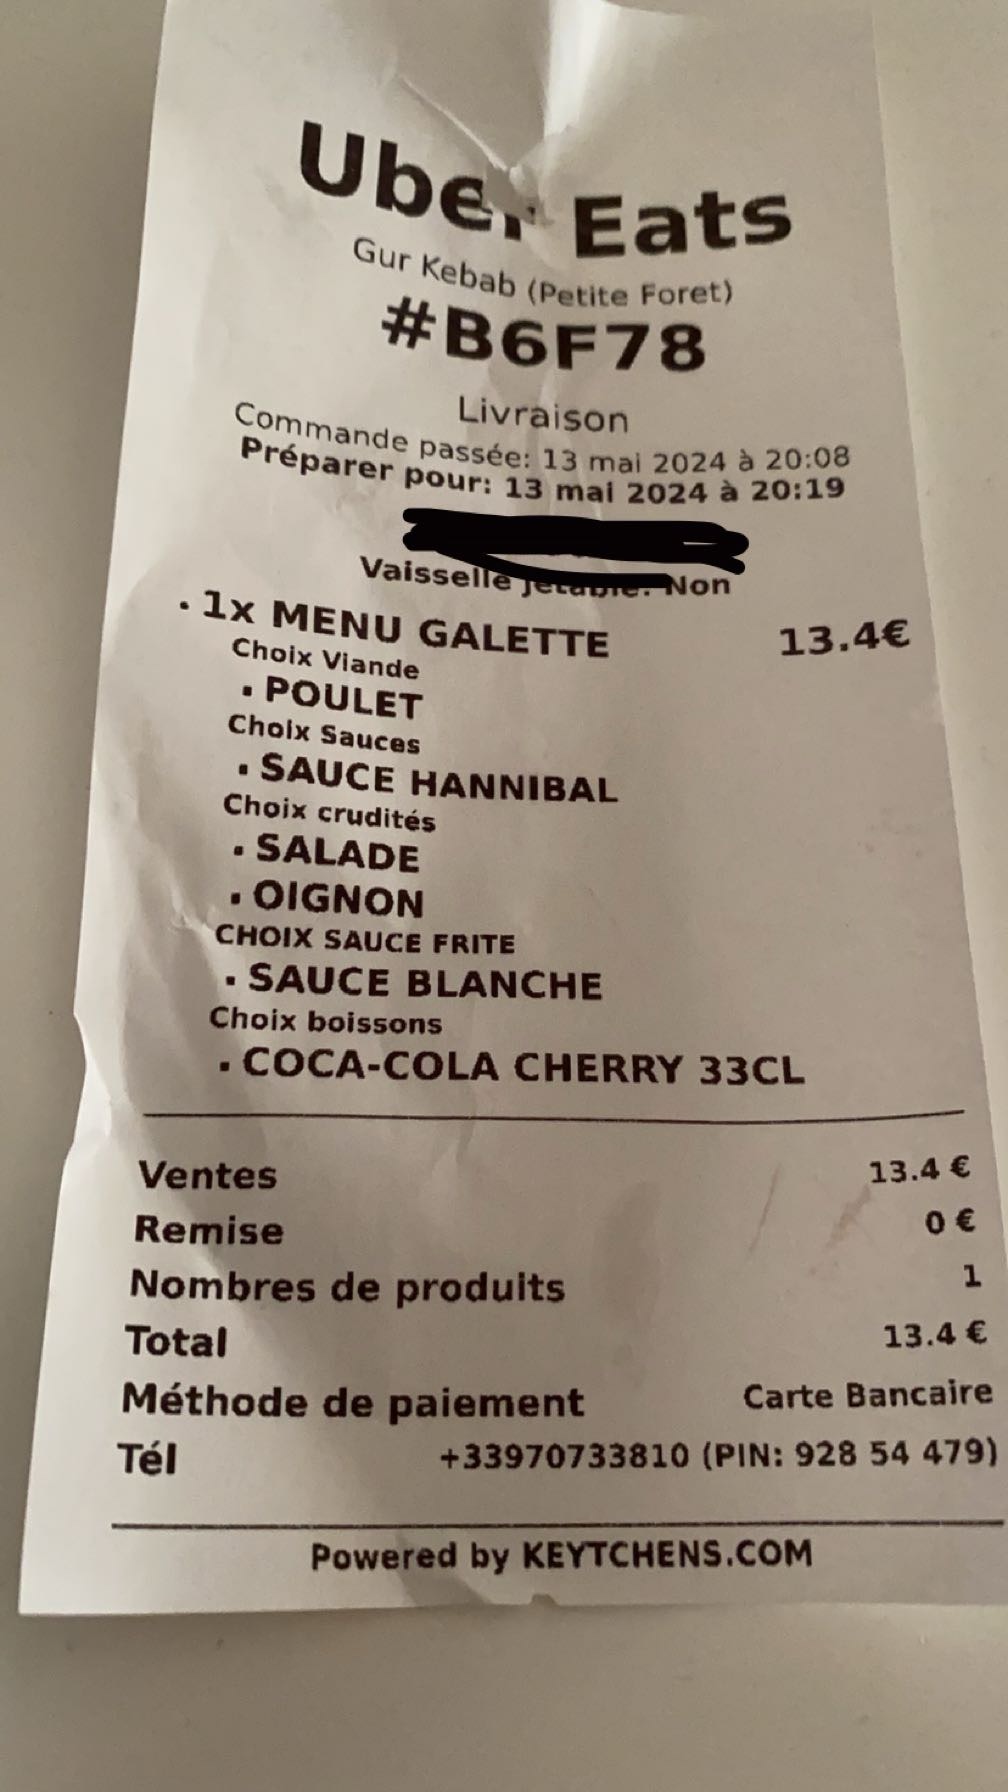 Uber Eats
Gur Kebab (Petite Foret)
#B6F78
Livraison
Commande passée: 13 mai 2024 à 20:08
Préparer pour: 13 mai 2024 à 20:19
Vaisselle jetable: Non
· 1x MENU GALETTE 13.4€
Choix Viande
▪ POULET
Choix Sauces
▪ SAUCE HANNIBAL
Choix crudités
▪ SALADE
▪ OIGNON
CHOIX SAUCE FRITE
▪ SAUCE BLANCHE
Choix boissons
▪ COCA-COLA CHERRY 33CL
Ventes 13.4 €
Remise 0 €
Nombres de produits 1
Total 13.4 €
Méthode de paiement Carte Bancaire
Tél +33970733810 (PIN: 928 54 479)
Powered by KEYTCHENS.COM